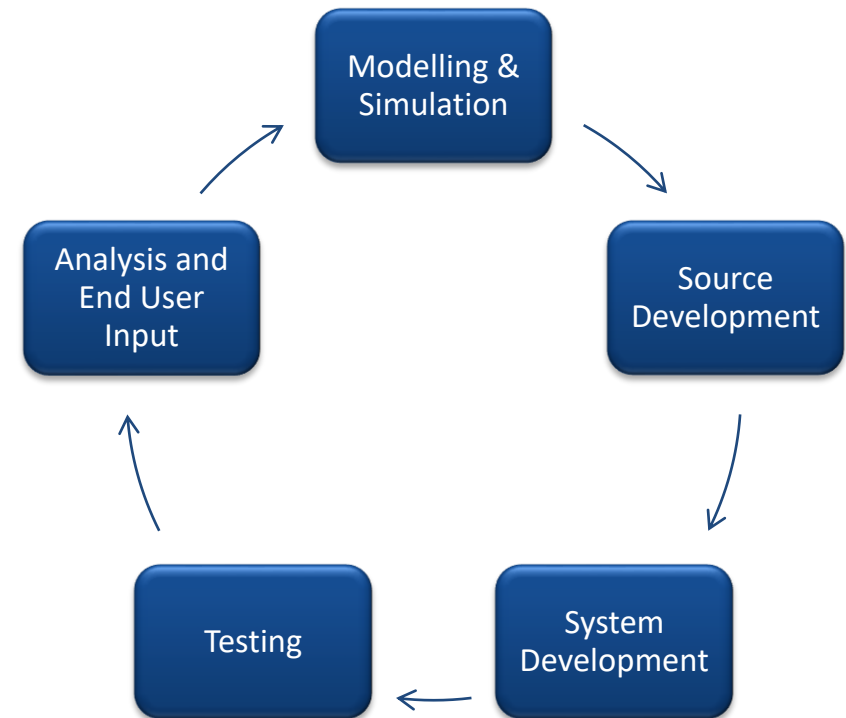 Modelling &
Simulation
Source
Development
System
Development
Testing
Analysis and
End User
Input